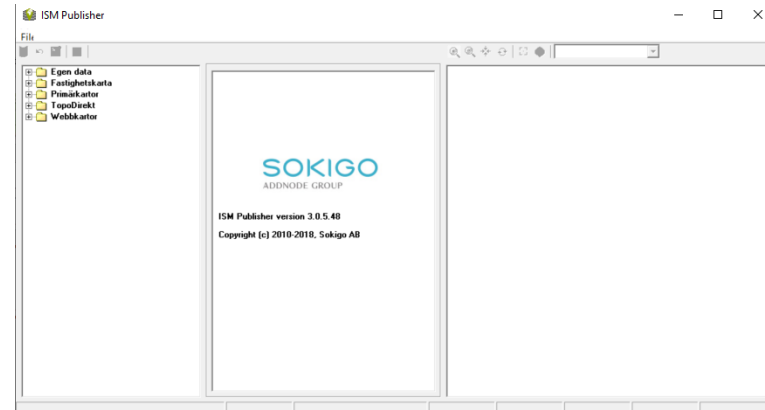 ISM Publisher
File
Egen data
Fastighetskarta
Primärkartor
TopoDirekt
Webbkartor
SOKIGO
ADDNODE GROUP
ISM Publisher version 3.0.5.48
Copyright (c) 2010-2018, Sokigo AB